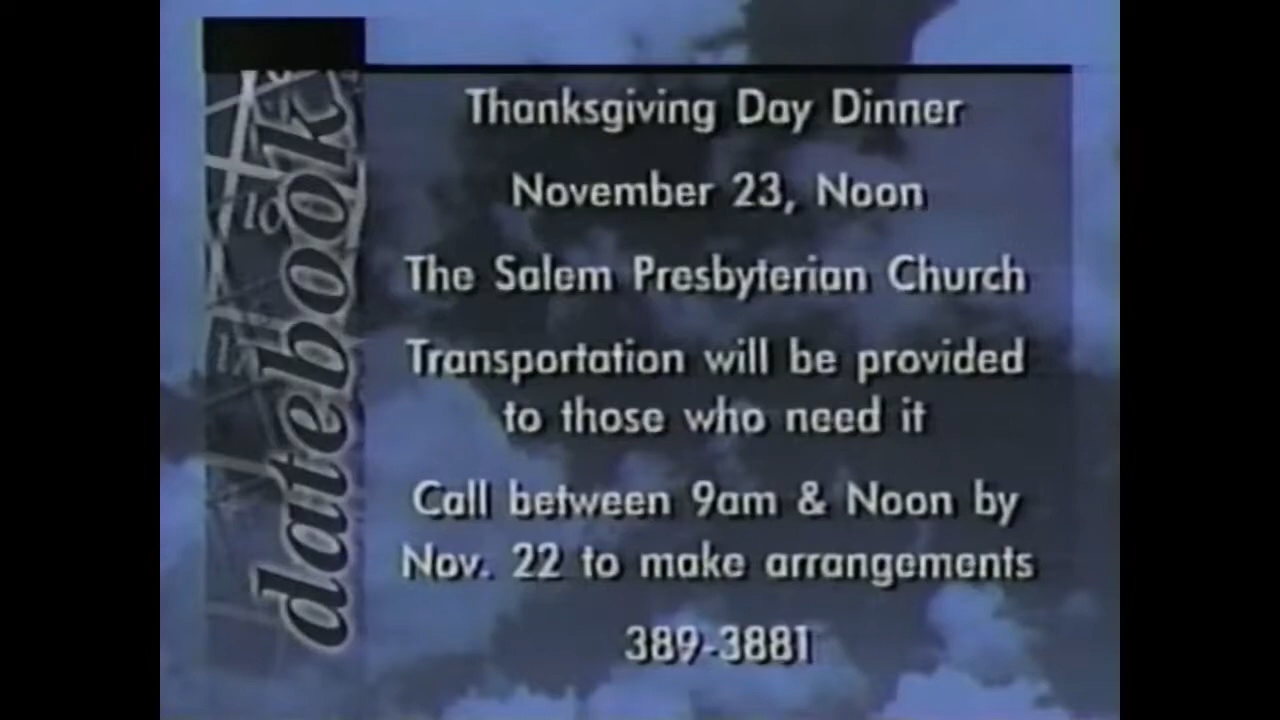 datebook
Thanksgiving Day Dinner
November 23, Noon
The Salem Presbyterian Church
Transportation will be provided
to those who need it
Call between 9am & Noon by
Nov. 22 to make arrangements
389-3881
10